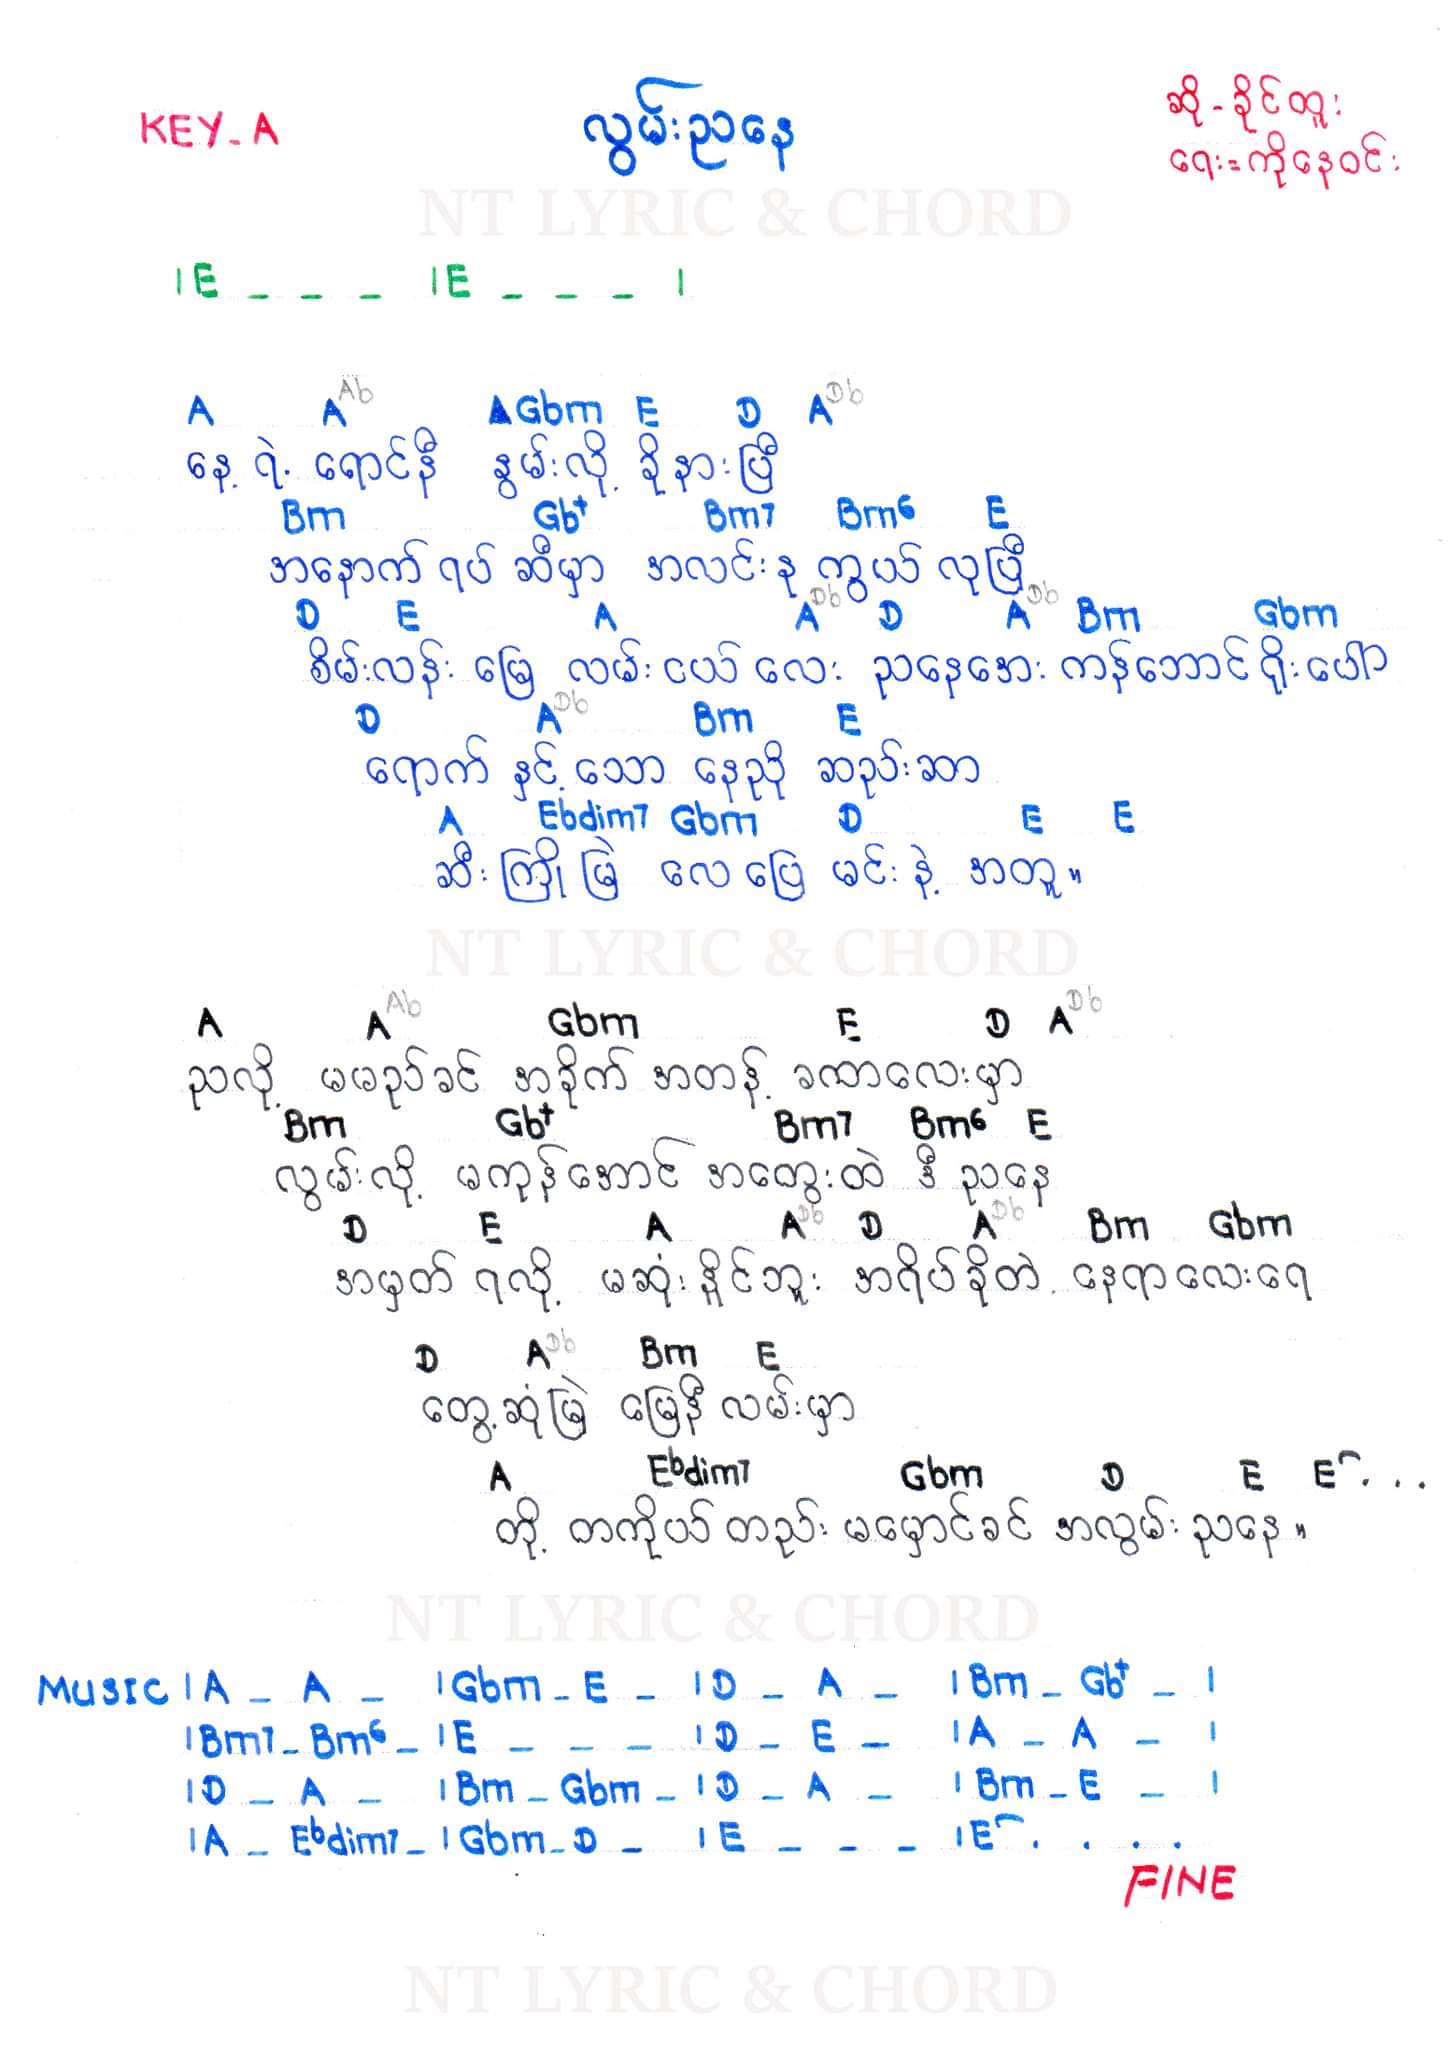 KEY - A
လွမ်းညနေ
ဆို - ခိုင်ထူး
ရေး = ကိုနေဝင်း
NT LYRIC & CHORD
| E _ _ _ | E _ _ _ |
A A Ab A Gbm E D A Db
နေ့ ရဲ့ ရောင်နီ နွမ်းလို့ ခိုနားပြီ
Bm Gb+ Bm7 Bm6 E
အနောက် ရပ် ဆီမှာ အလင်းနု ကွယ် လုပြီ
D E A A Db D A Db Bm Gbm
စိမ်းလန်း မြေ လမ်း ငယ် လေး ညနေအေး ကန်ဘောင် ရိုးပေါ်
D A Db Bm E
ရောက် နှင့် သော နေညို ဆည်းဆာ
A Ebdim7 Gbm D E E
ဆီး ကြို မြဲ လေ ပြေ မင်း နဲ့ အတူ။
NT LYRIC & CHORD
A A Ab Gbm E D A Db
ညလို့ မမည်ခင် အခိုက် အတန့် ခဏလေးမှာ
Bm Gb+ Bm7 Bm6 E
လွမ်းလို့ မကုန်အောင် အတွေးထဲ ဒီ ညနေ
D E A A Db D A Db Bm Gbm
အမှတ် ရလို့ မဆုံး နိုင်ဘူး အရိပ်ခိုတဲ့ နေရာလေးရေ
D A Db Bm E
တွေ့ဆုံမြဲ မြေနီ လမ်းမှာ
A Ebdim7 Gbm D E E . . .
တို့ တကိုယ် တည်း မမှောင်ခင် အလွမ်း ညနေ။
NT LYRIC & CHORD
MUSIC | A _ A _ | Gbm _ E _ | D _ A _ | Bm _ Gb+ _ |
| Bm7 _ Bm6 _ | E _ _ _ | D _ E _ | A _ A _ |
| D _ A _ | Bm _ Gbm _ | D _ A _ | Bm _ E _ |
| A _ Ebdim7 _ | Gbm _ D _ | E _ _ _ | E . . . .
FINE
NT LYRIC & CHORD